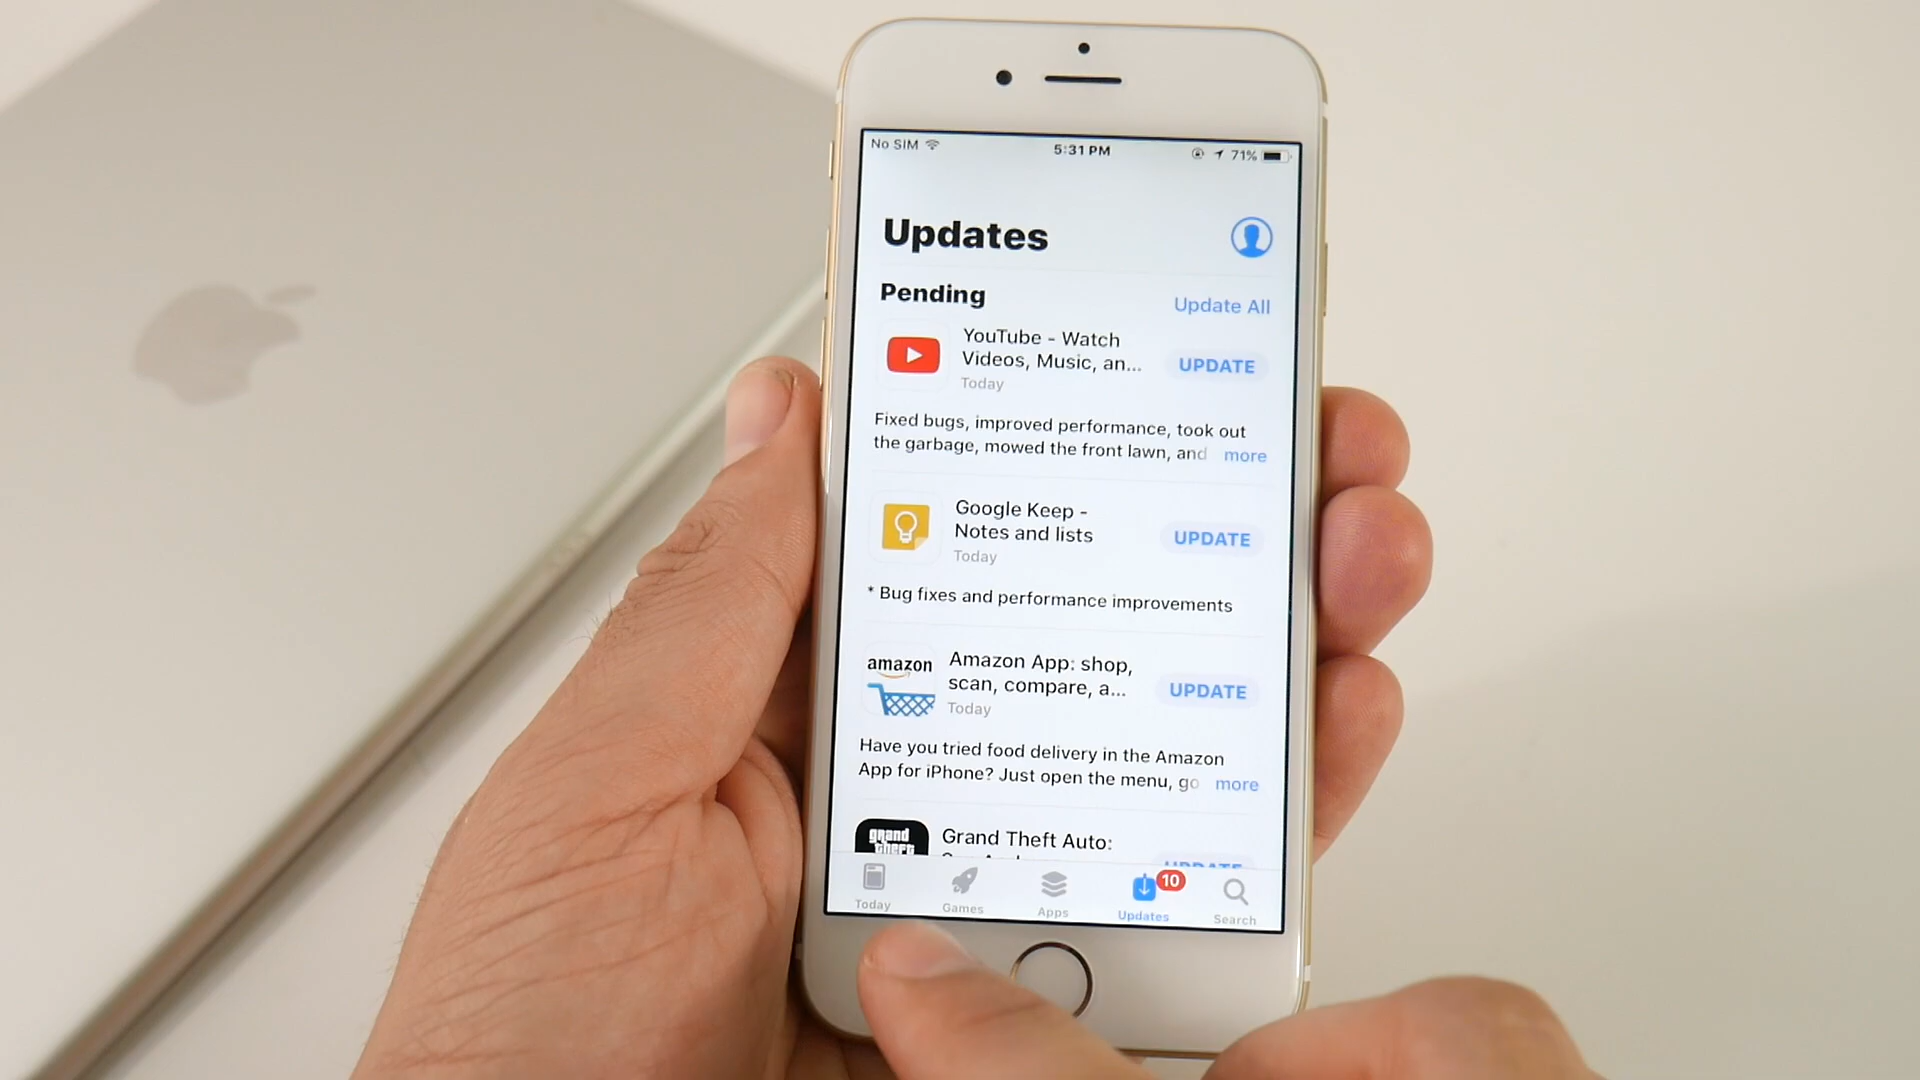 No SIM 5:31 PM 71%
Updates
Pending Update All
YouTube - Watch
Videos, Music, an...
UPDATE
Today
Fixed bugs, improved performance, took out
the garbage, mowed the front lawn, and more
Google Keep -
Notes and lists
UPDATE
Today
* Bug fixes and performance improvements
amazon
Amazon App: shop,
scan, compare, a...
UPDATE
Today
Have you tried food delivery in the Amazon
App for iPhone? Just open the menu, go more
grand
theft
Grand Theft Auto:
UPDATE
10
Today Games Apps Updates Search